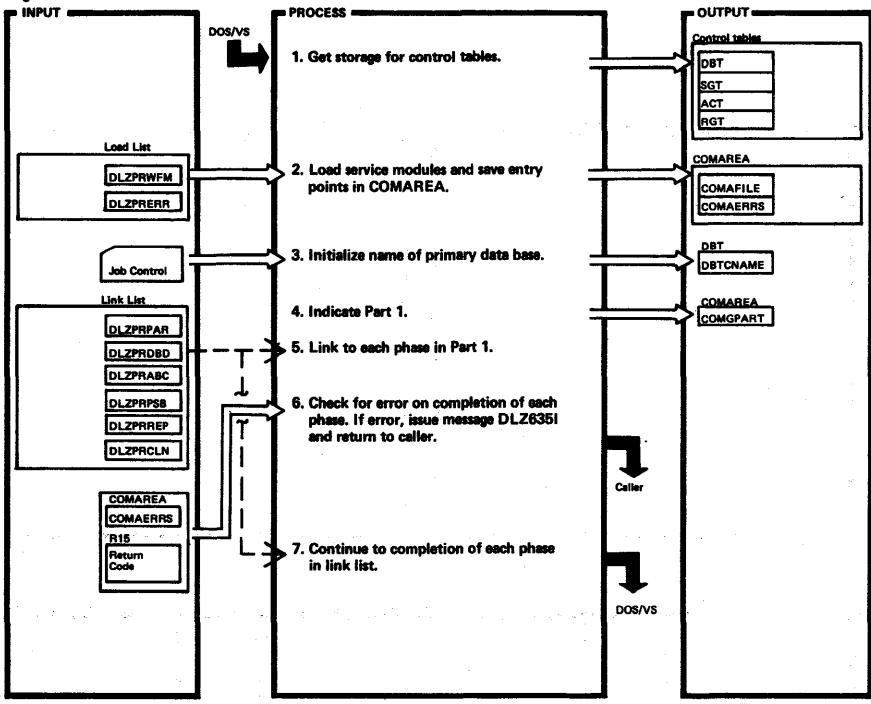 INPUT
PROCESS
OUTPUT
DOS/VS
1. Get storage for control tables.
Control tables
DBT
SGT
ACT
RGT
Load List
DLZPRWFM
DLZPRERR
2. Load service modules and save entry
points in COMAREA.
COMAREA
COMAFILE
COMAERRS
Job Control
3. Initialize name of primary data base.
DBT
DBTCNAME
Link List
DLZPRPAR
DLZPRDBD
DLZPRABC
DLZPRPSB
DLZPRREP
DLZPRCLN
4. Indicate Part 1.
COMAREA
COMGPART
5. Link to each phase in Part 1.
6. Check for error on completion of each
phase. If error, issue message DLZ635I
and return to caller.
Caller
COMAREA
COMAERRS
R15
Return
Code
7. Continue to completion of each phase
in link list.
DOS/VS